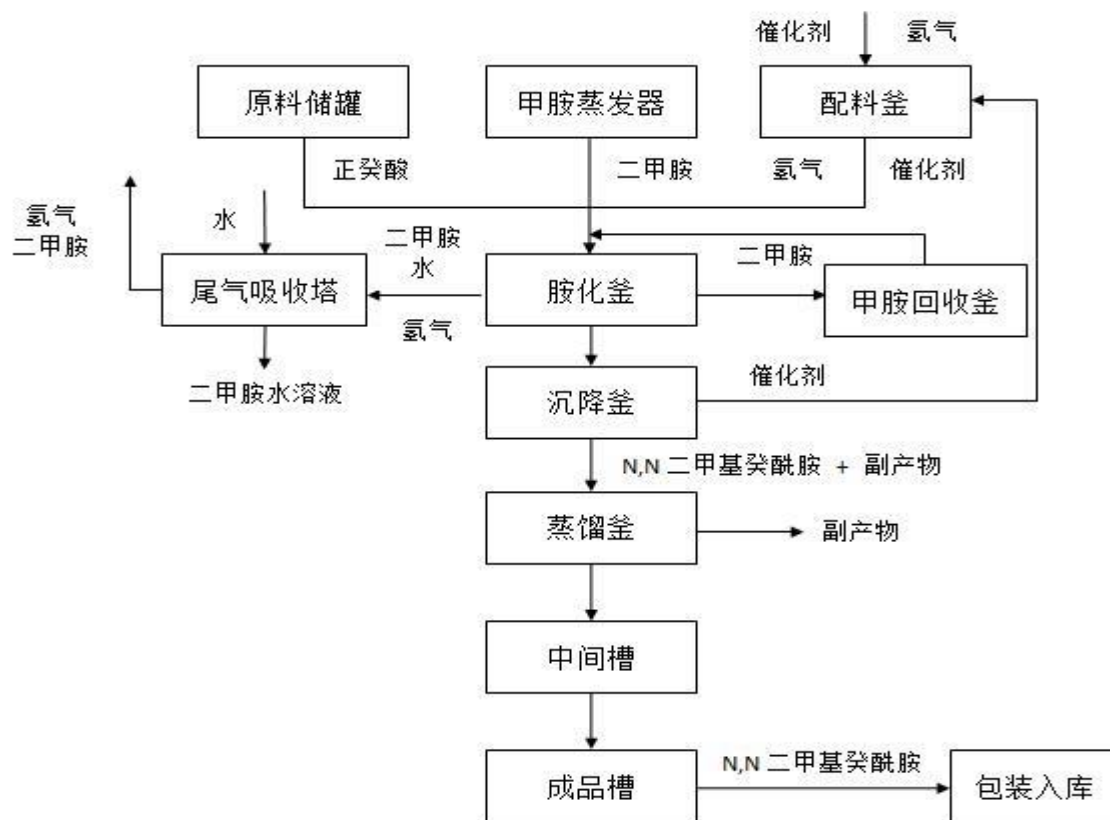 催化剂 氢气
原料储罐
甲胺蒸发器
配料釜
正癸酸
二甲胺
氢气 催化剂
氢气
二甲胺
水
二甲胺
水
二甲胺
尾气吸收塔
胺化釜
甲胺回收釜
氢气
二甲胺水溶液
沉降釜
催化剂
N,N 二甲基癸酰胺 + 副产物
蒸馏釜
副产物
中间槽
成品槽
N,N 二甲基癸酰胺
包装入库